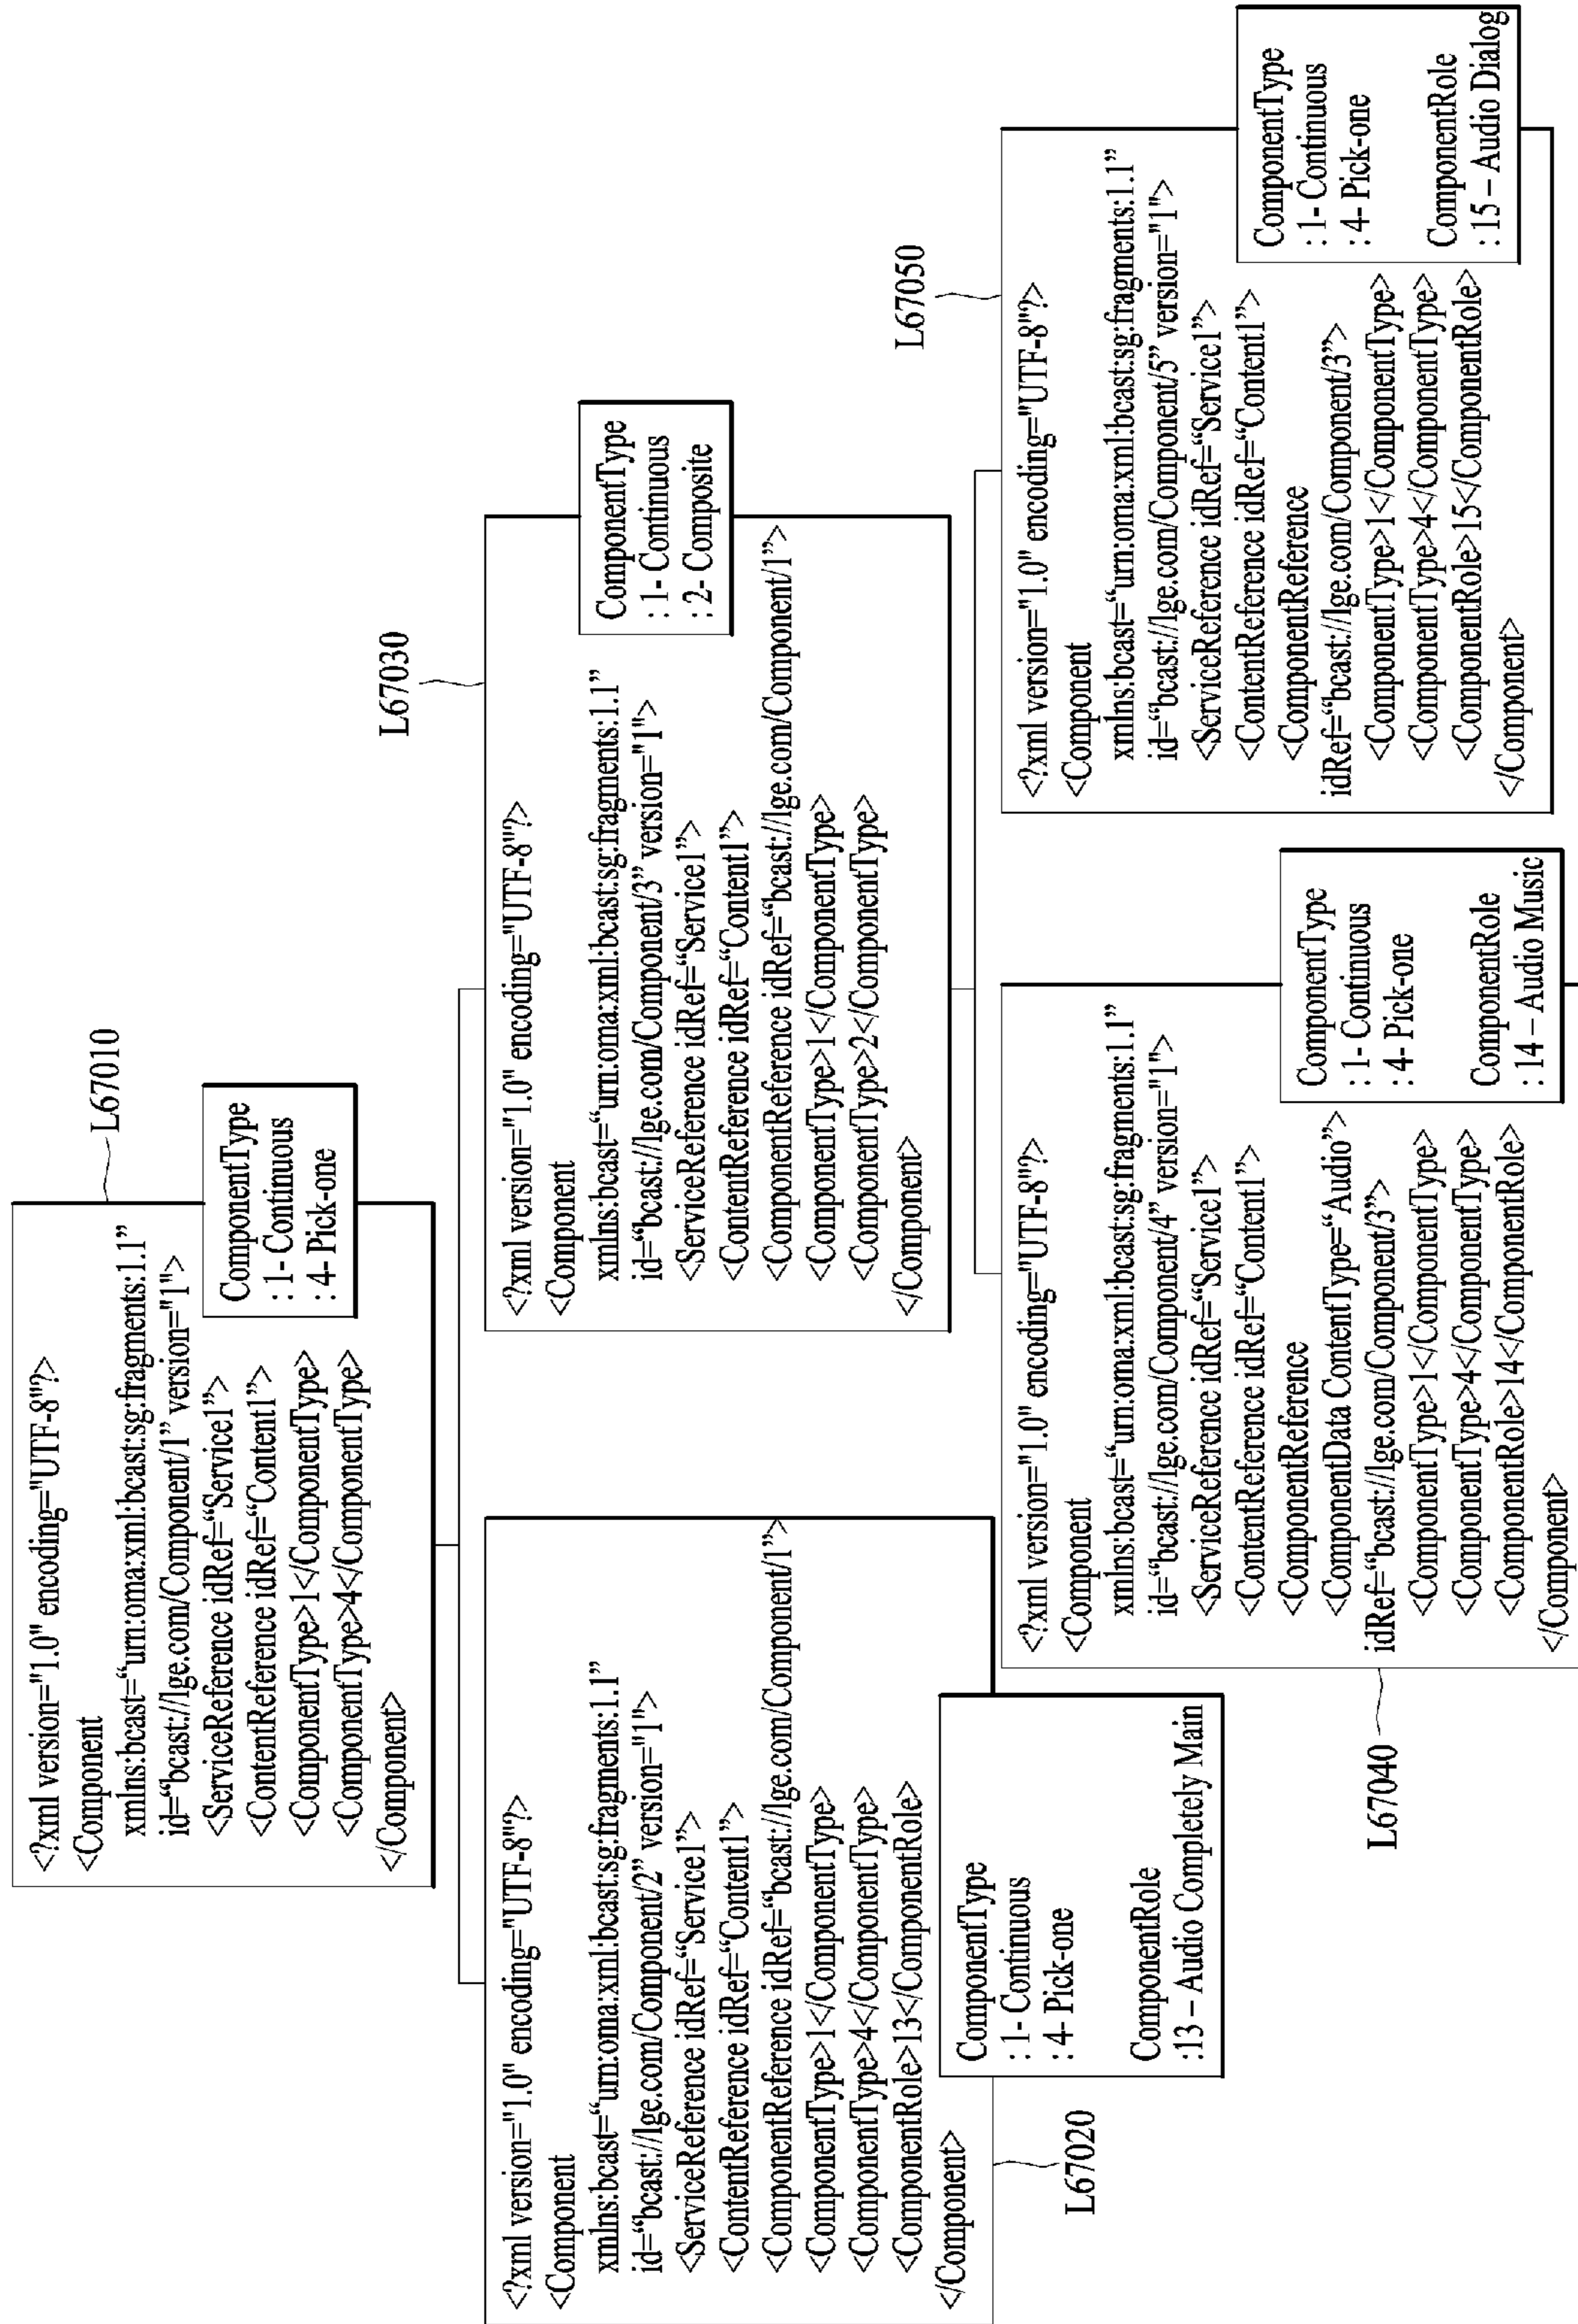 <?xml version="1.0" encoding="UTF-8"?>
<Component
xmlns:bcast=“urn:oma:xml:bcast:sg:fragments:1.1”
id=“bcast://lge.com/Component/1” version="1">
<ServiceReference idRef=“Service1”>
<ContentReference idRef=“Content1”>
<ComponentType>1</ComponentType>
<ComponentType>4</ComponentType>
</Component>
ComponentType
: 1- Continuous
: 4- Pick-one
L67010
<?xml version="1.0" encoding="UTF-8"?>
<Component
xmlns:bcast=“urn:oma:xml:bcast:sg:fragments:1.1”
id=“bcast://lge.com/Component/2” version="1">
<ServiceReference idRef=“Service1”>
<ContentReference idRef=“Content1”>
<ComponentReference idRef=“bcast://lge.com/Component/1”>
<ComponentType>1</ComponentType>
<ComponentType>4</ComponentType>
<ComponentRole>13</ComponentRole>
</Component>
ComponentType
: 1- Continuous
: 4- Pick-one
ComponentRole
:13 – Audio Completely Main
L67020
<?xml version="1.0" encoding="UTF-8"?>
<Component
xmlns:bcast=“urn:oma:xml:bcast:sg:fragments:1.1”
id=“bcast://lge.com/Component/3” version="1">
<ServiceReference idRef=“Service1”>
<ContentReference idRef=“Content1”>
<ComponentReference idRef=“bcast://lge.com/Component/1”>
<ComponentType>1</ComponentType>
<ComponentType>2</ComponentType>
</Component>
ComponentType
: 1- Continuous
: 2- Composite
L67030
<?xml version="1.0" encoding="UTF-8"?>
<Component
xmlns:bcast=“urn:oma:xml:bcast:sg:fragments:1.1”
id=“bcast://lge.com/Component/4” version="1">
<ServiceReference idRef=“Service1”>
<ContentReference idRef=“Content1”>
<ComponentReference
<ComponentData ContentType=“Audio”>
idRef=“bcast://lge.com/Component/3”>
<ComponentType>1</ComponentType>
<ComponentType>4</ComponentType>
<ComponentRole>14</ComponentRole>
</Component>
ComponentType
: 1- Continuous
: 4- Pick-one
ComponentRole
: 14 – Audio Music
L67040
<?xml version="1.0" encoding="UTF-8"?>
<Component
xmlns:bcast=“urn:oma:xml:bcast:sg:fragments:1.1”
id=“bcast://lge.com/Component/5” version="1">
<ServiceReference idRef=“Service1”>
<ContentReference idRef=“Content1”>
<ComponentReference
idRef=“bcast://lge.com/Component/3”>
<ComponentType>1</ComponentType>
<ComponentType>4</ComponentType>
<ComponentRole>15</ComponentRole>
</Component>
ComponentType
: 1- Continuous
: 4- Pick-one
ComponentRole
: 15 – Audio Dialog
L67050